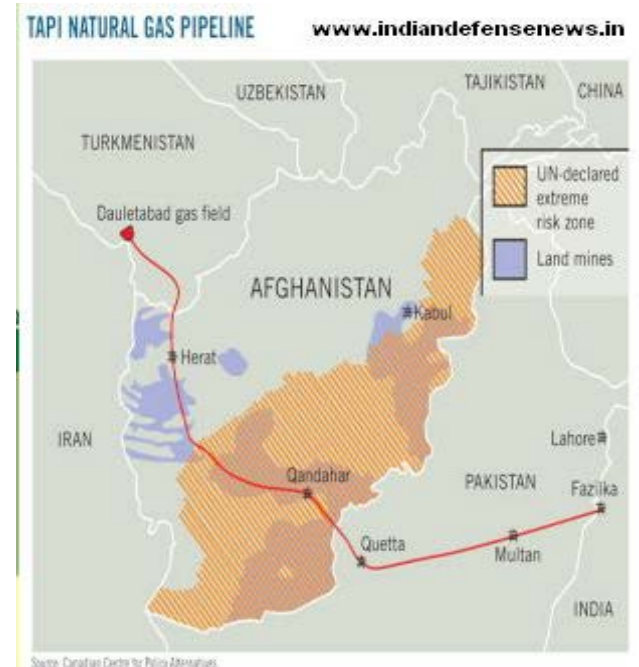 TAPI NATURAL GAS PIPELINE
www.indiandefensenews.in
UZBEKISTAN
TAJIKISTAN
CHINA
TURKMENISTAN
UN-declared
extreme
risk zone
Land mines
Dauletabad gas field
AFGHANISTAN
Kabul
Herat
IRAN
Lahore
Qandahar
PAKISTAN
Fazilka
Quetta
Multan
INDIA
Source: Canadian Centre for Policy Alternatives